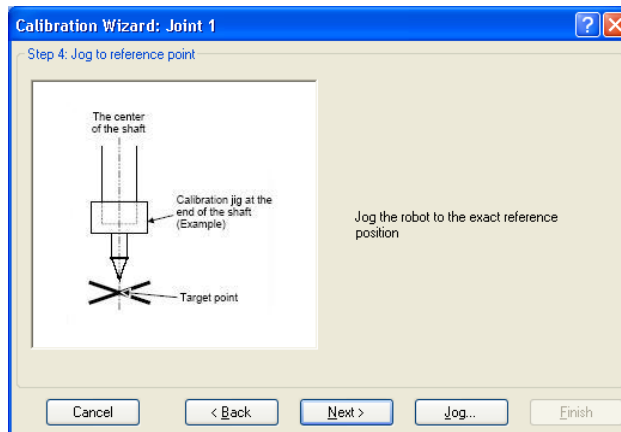 Calibration Wizard: Joint 1
Step 4: Jog to reference point
The center
of the shaft
Calibration jig at the
end of the shaft
(Example)
Target point
Jog the robot to the exact reference
position
Cancel
< Back
Next >
Jog...
Finish